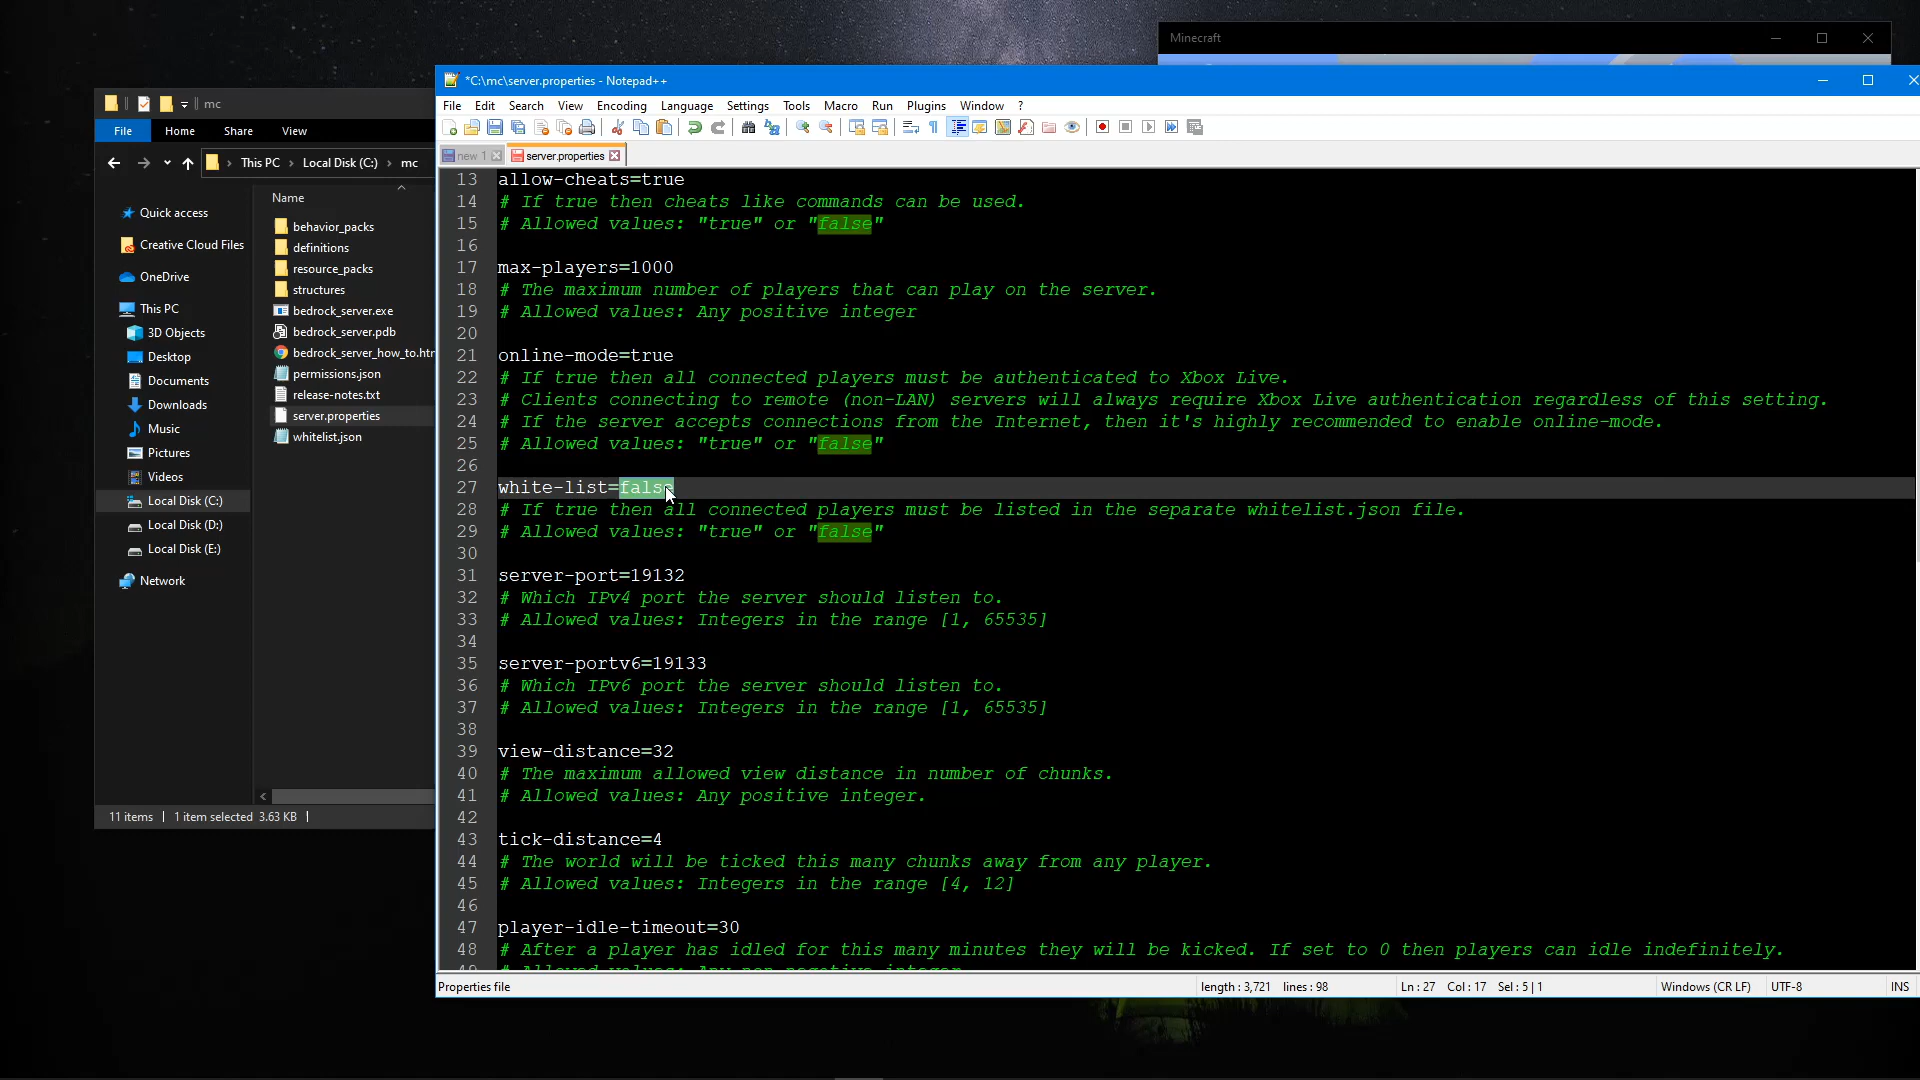 Minecraft
mc
File
Home
Share
View
This PC
Local Disk (C:)
mc
Name
Quick access
Creative Cloud Files
OneDrive
This PC
3D Objects
Desktop
Documents
Downloads
Music
Pictures
Videos
Local Disk (C:)
Local Disk (D:)
Local Disk (E:)
Network
behavior_packs
definitions
resource_packs
structures
bedrock_server.exe
bedrock_server.pdb
bedrock_server_how_to.htm
permissions.json
release-notes.txt
server.properties
whitelist.json
11 items
1 item selected 3.63 KB
*C:\mc\server.properties - Notepad++
File Edit Search View Encoding Language Settings Tools Macro Run Plugins Window ?
new 1
server.properties
13 allow-cheats=true
14 # If true then cheats like commands can be used.
15 # Allowed values: "true" or "false"
16
17 max-players=1000
18 # The maximum number of players that can play on the server.
19 # Allowed values: Any positive integer
20
21 online-mode=true
22 # If true then all connected players must be authenticated to Xbox Live.
23 # Clients connecting to remote (non-LAN) servers will always require Xbox Live authentication regardless of this setting.
24 # If the server accepts connections from the Internet, then it's highly recommended to enable online-mode.
25 # Allowed values: "true" or "false"
26
27 white-list=false
28 # If true then all connected players must be listed in the separate whitelist.json file.
29 # Allowed values: "true" or "false"
30
31 server-port=19132
32 # Which IPv4 port the server should listen to.
33 # Allowed values: Integers in the range [1, 65535]
34
35 server-portv6=19133
36 # Which IPv6 port the server should listen to.
37 # Allowed values: Integers in the range [1, 65535]
38
39 view-distance=32
40 # The maximum allowed view distance in number of chunks.
41 # Allowed values: Any positive integer.
42
43 tick-distance=4
44 # The world will be ticked this many chunks away from any player.
45 # Allowed values: Integers in the range [4, 12]
46
47 player-idle-timeout=30
48 # After a player has idled for this many minutes they will be kicked. If set to 0 then players can idle indefinitely.
Properties file
length : 3,721 lines : 98
Ln : 27 Col : 17 Sel : 5 | 1
Windows (CR LF)
UTF-8
INS